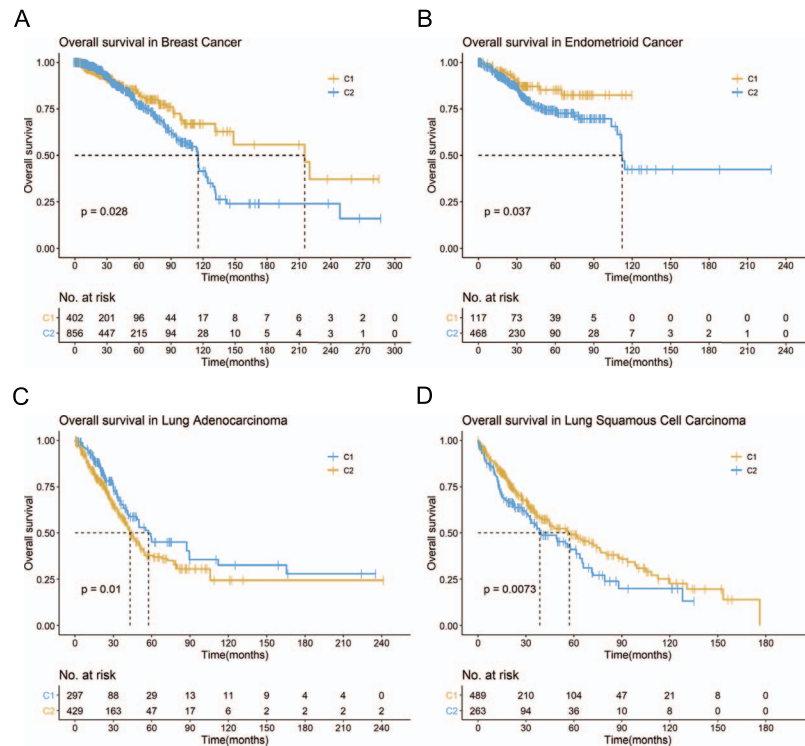 A
Overall survival in Breast Cancer
Overall survival
1.00
0.75
0.50
0.25
0.00
C1
C2
p = 0.028
0 30 60 90 120 150 180 210 240 270 300
Time(months)
No. at risk
C1 402 201 96 44 17 8 7 6 3 2 0
C2 856 447 215 94 28 10 5 4 3 1 0
0 30 60 90 120 150 180 210 240 270 300
Time(months)
B
Overall survival in Endometrioid Cancer
Overall survival
1.00
0.75
0.50
0.25
0.00
C1
C2
p = 0.037
0 30 60 90 120 150 180 210 240
Time(months)
No. at risk
C1 117 73 39 5 0 0 0 0 0
C2 468 230 90 28 7 3 2 1 0
0 30 60 90 120 150 180 210 240
Time(months)
C
Overall survival in Lung Adenocarcinoma
Overall survival
1.00
0.75
0.50
0.25
0.00
C1
C2
p = 0.01
0 30 60 90 120 150 180 210 240
Time(months)
No. at risk
C1 297 88 29 13 11 9 4 4 0
C2 429 163 47 17 6 2 2 2 2
0 30 60 90 120 150 180 210 240
Time(months)
D
Overall survival in Lung Squamous Cell Carcinoma
Overall survival
1.00
0.75
0.50
0.25
0.00
C1
C2
p = 0.0073
0 30 60 90 120 150 180
Time(months)
No. at risk
C1 489 210 104 47 21 8 0
C2 263 94 36 10 8 0 0
0 30 60 90 120 150 180
Time(months)